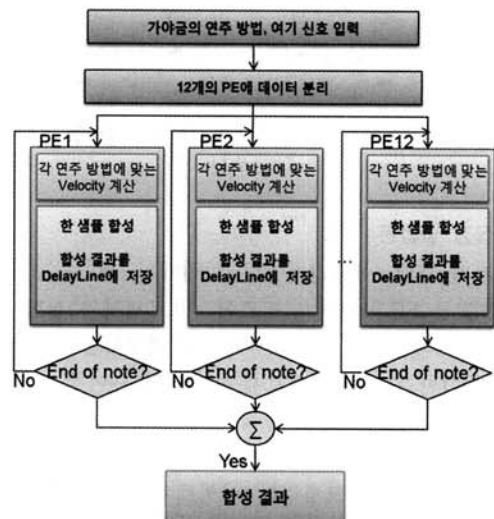 가야금의 연주 방법, 여기 신호 입력
12개의 PE에 데이터 분리
PE1
각 연주 방법에 맞는
Velocity 계산
한 샘플 합성
합성 결과를
DelayLine에 저장
End of note?
No
PE2
각 연주 방법에 맞는
Velocity 계산
한 샘플 합성
합성 결과를
DelayLine에 저장
End of note?
No
...
PE12
각 연주 방법에 맞는
Velocity 계산
한 샘플 합성
합성 결과를
DelayLine에 저장
End of note?
No
Σ
Yes
합성 결과